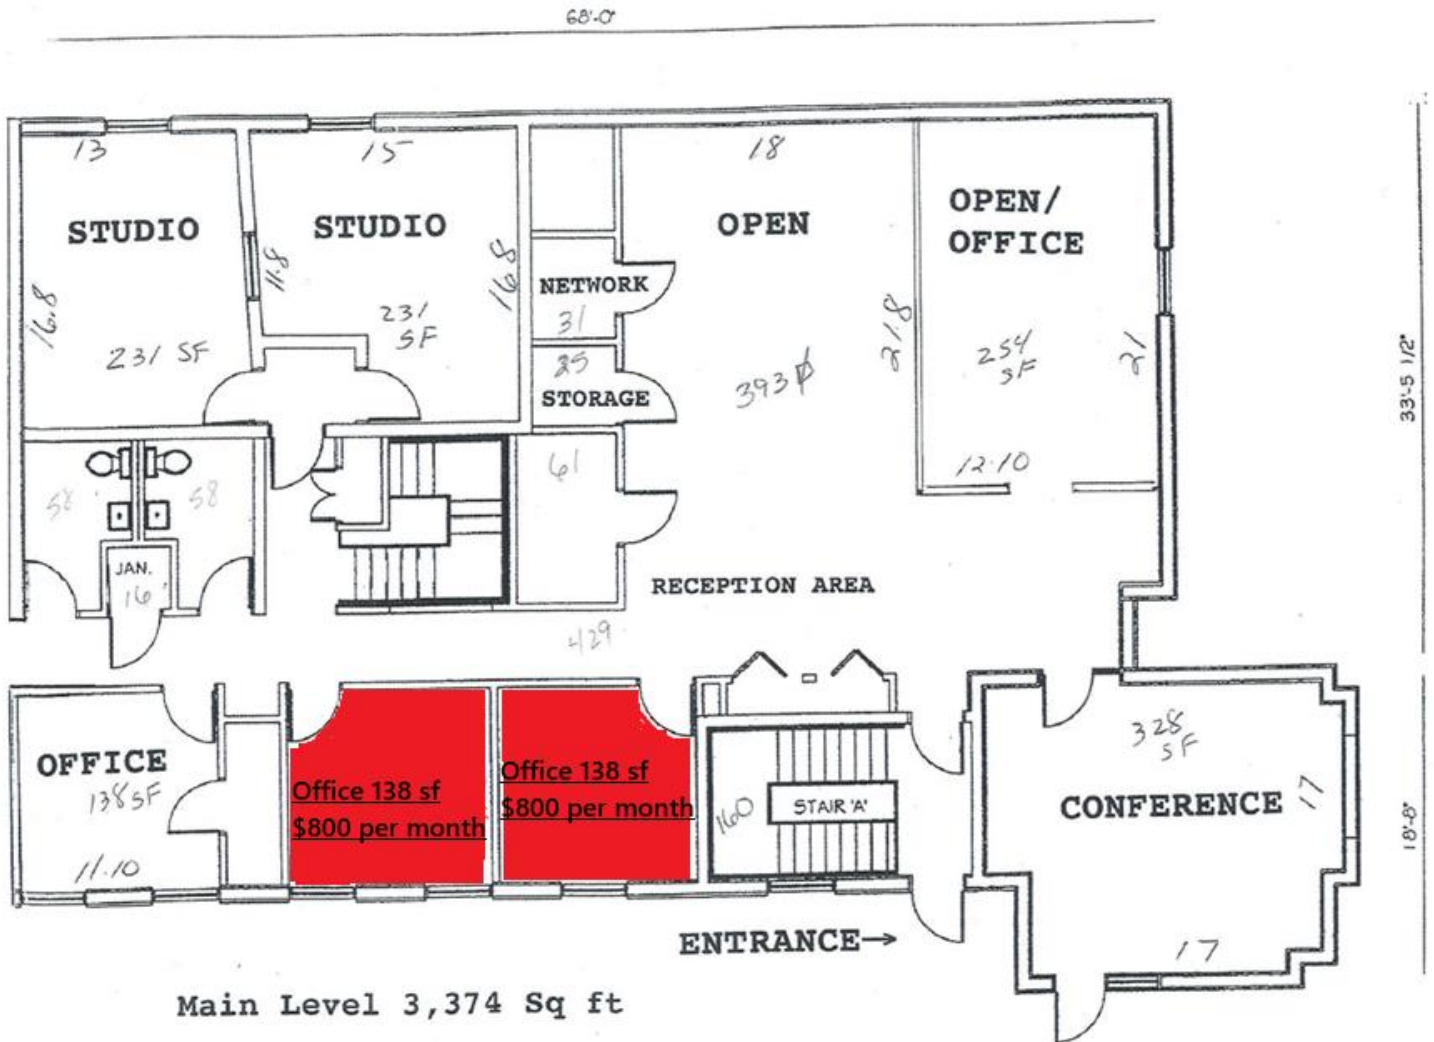 68'-0"
13
15
18
STUDIO
STUDIO
OPEN
OPEN/
OFFICE
16.8
11.8
16.8
NETWORK
31
21.8
21
231 SF
231
SF
25
STORAGE
393
254
SF
33'-5 1/2"
12.10
58
58
61
JAN.
16
RECEPTION AREA
429
OFFICE
138 SF
11.10
Office 138 sf
$800 per month
Office 138 sf
$800 per month
160
STAIR 'A'
328
SF
CONFERENCE
17
18'-8"
17
ENTRANCE→
Main Level 3,374 Sq ft